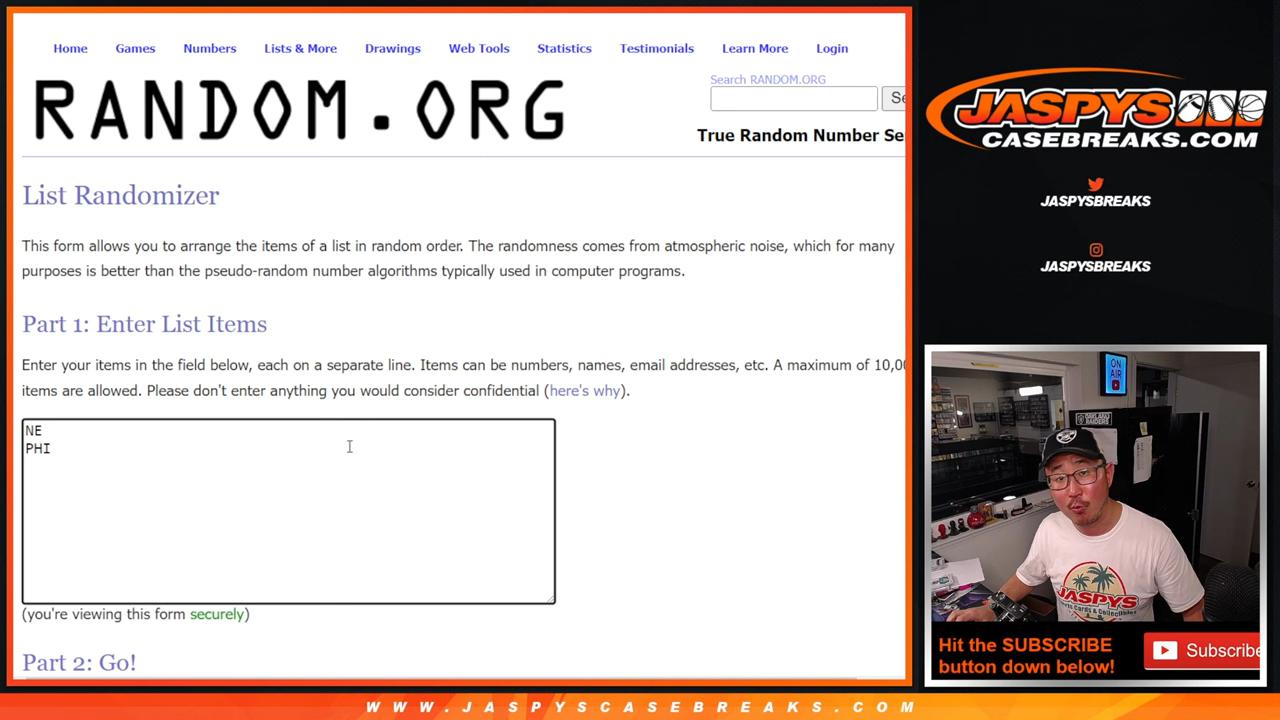 Home Games Numbers Lists & More Drawings Web Tools Statistics Testimonials Learn More Login
Search RANDOM.ORG
RANDOM.ORG
Se
True Random Number Se
List Randomizer
This form allows you to arrange the items of a list in random order. The randomness comes from atmospheric noise, which for many
purposes is better than the pseudo-random number algorithms typically used in computer programs.
Part 1: Enter List Items
Enter your items in the field below, each on a separate line. Items can be numbers, names, email addresses, etc. A maximum of 10,00
items are allowed. Please don't enter anything you would consider confidential (here's why).
NE
PHI
(you're viewing this form securely)
Part 2: Go!
JASPYS
CASEBREAKS.COM
JASPYSBREAKS
JASPYSBREAKS
ON
AIR
JASPYS
Hit the SUBSCRIBE
button down below!
Subscribe
WWW.JASPYSCASEBREAKS.COM